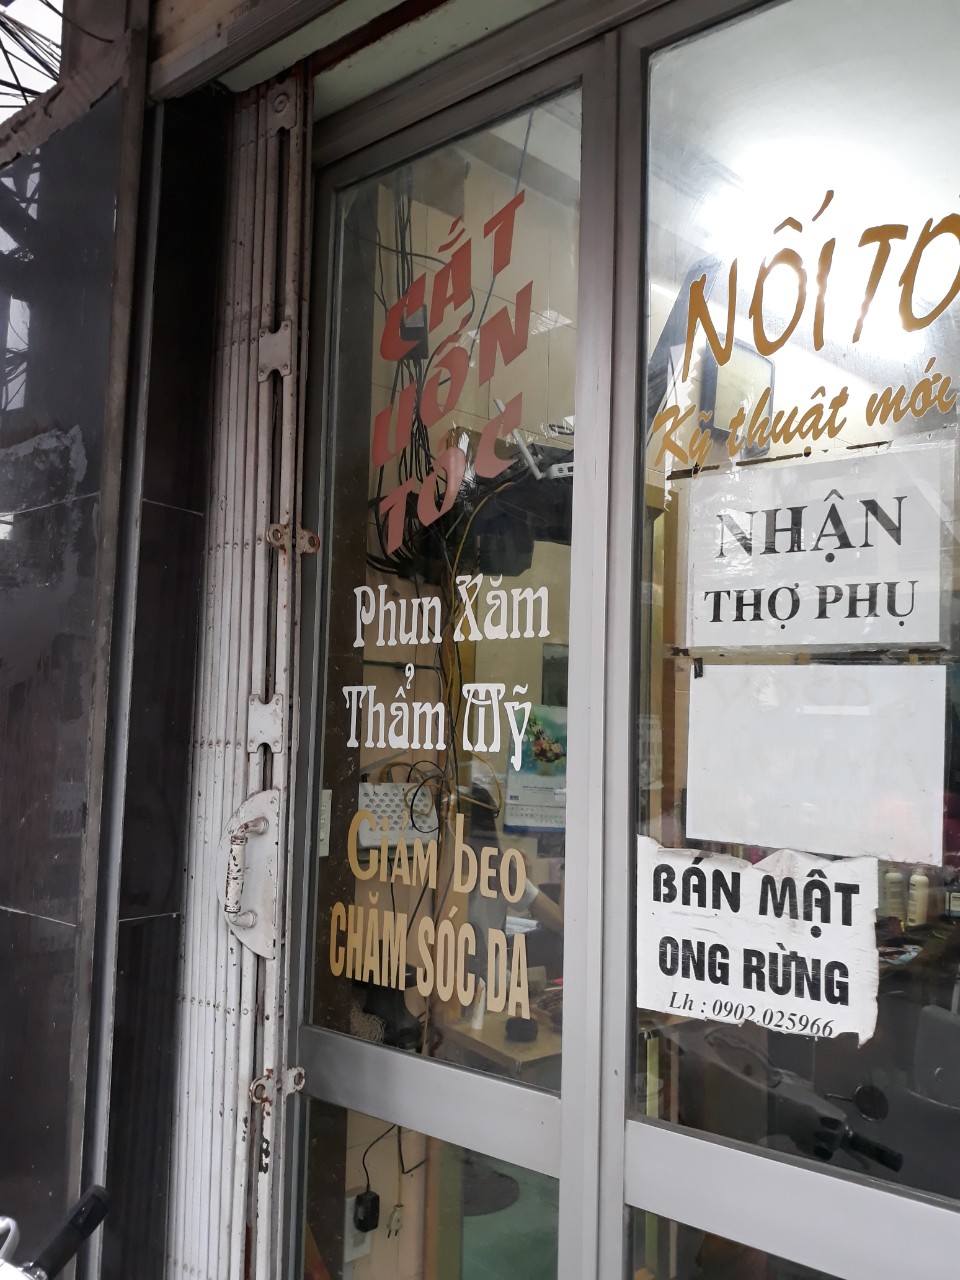 CẮT
UỐN
TÓC
Phun Xăm
Thẩm Mỹ
Giảm béo
CHĂM SÓC DA
NỐI TÓ
Kỹ thuật mới
NHẬN
THỢ PHỤ
BÁN MẬT
ONG RỪNG
Lh : 0902.025966